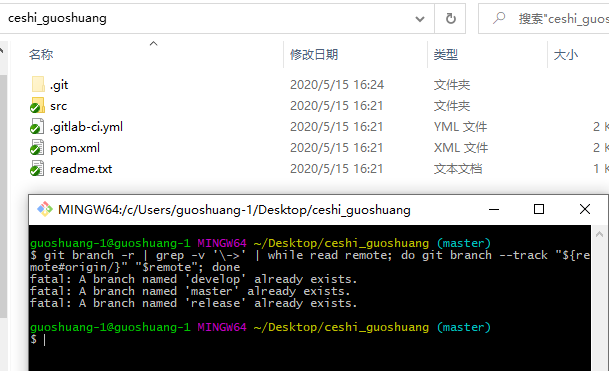 ceshi_guoshuang
搜索"ceshi_guos
名称 修改日期 类型 大小
.git 2020/5/15 16:24 文件夹
src 2020/5/15 16:21 文件夹
.gitlab-ci.yml 2020/5/15 16:21 YML 文件 2 K
pom.xml 2020/5/15 16:21 XML 文件 2 K
readme.txt 2020/5/15 16:21 文本文档 1 K
MINGW64:/c/Users/guoshuang-1/Desktop/ceshi_guoshuang
guoshuang-1@guoshuang-1 MINGW64 ~/Desktop/ceshi_guoshuang (master)
$ git branch -r | grep -v '\->' | while read remote; do git branch --track "${re
mote#origin/}" "$remote"; done
fatal: A branch named 'develop' already exists.
fatal: A branch named 'master' already exists.
fatal: A branch named 'release' already exists.
guoshuang-1@guoshuang-1 MINGW64 ~/Desktop/ceshi_guoshuang (master)
$